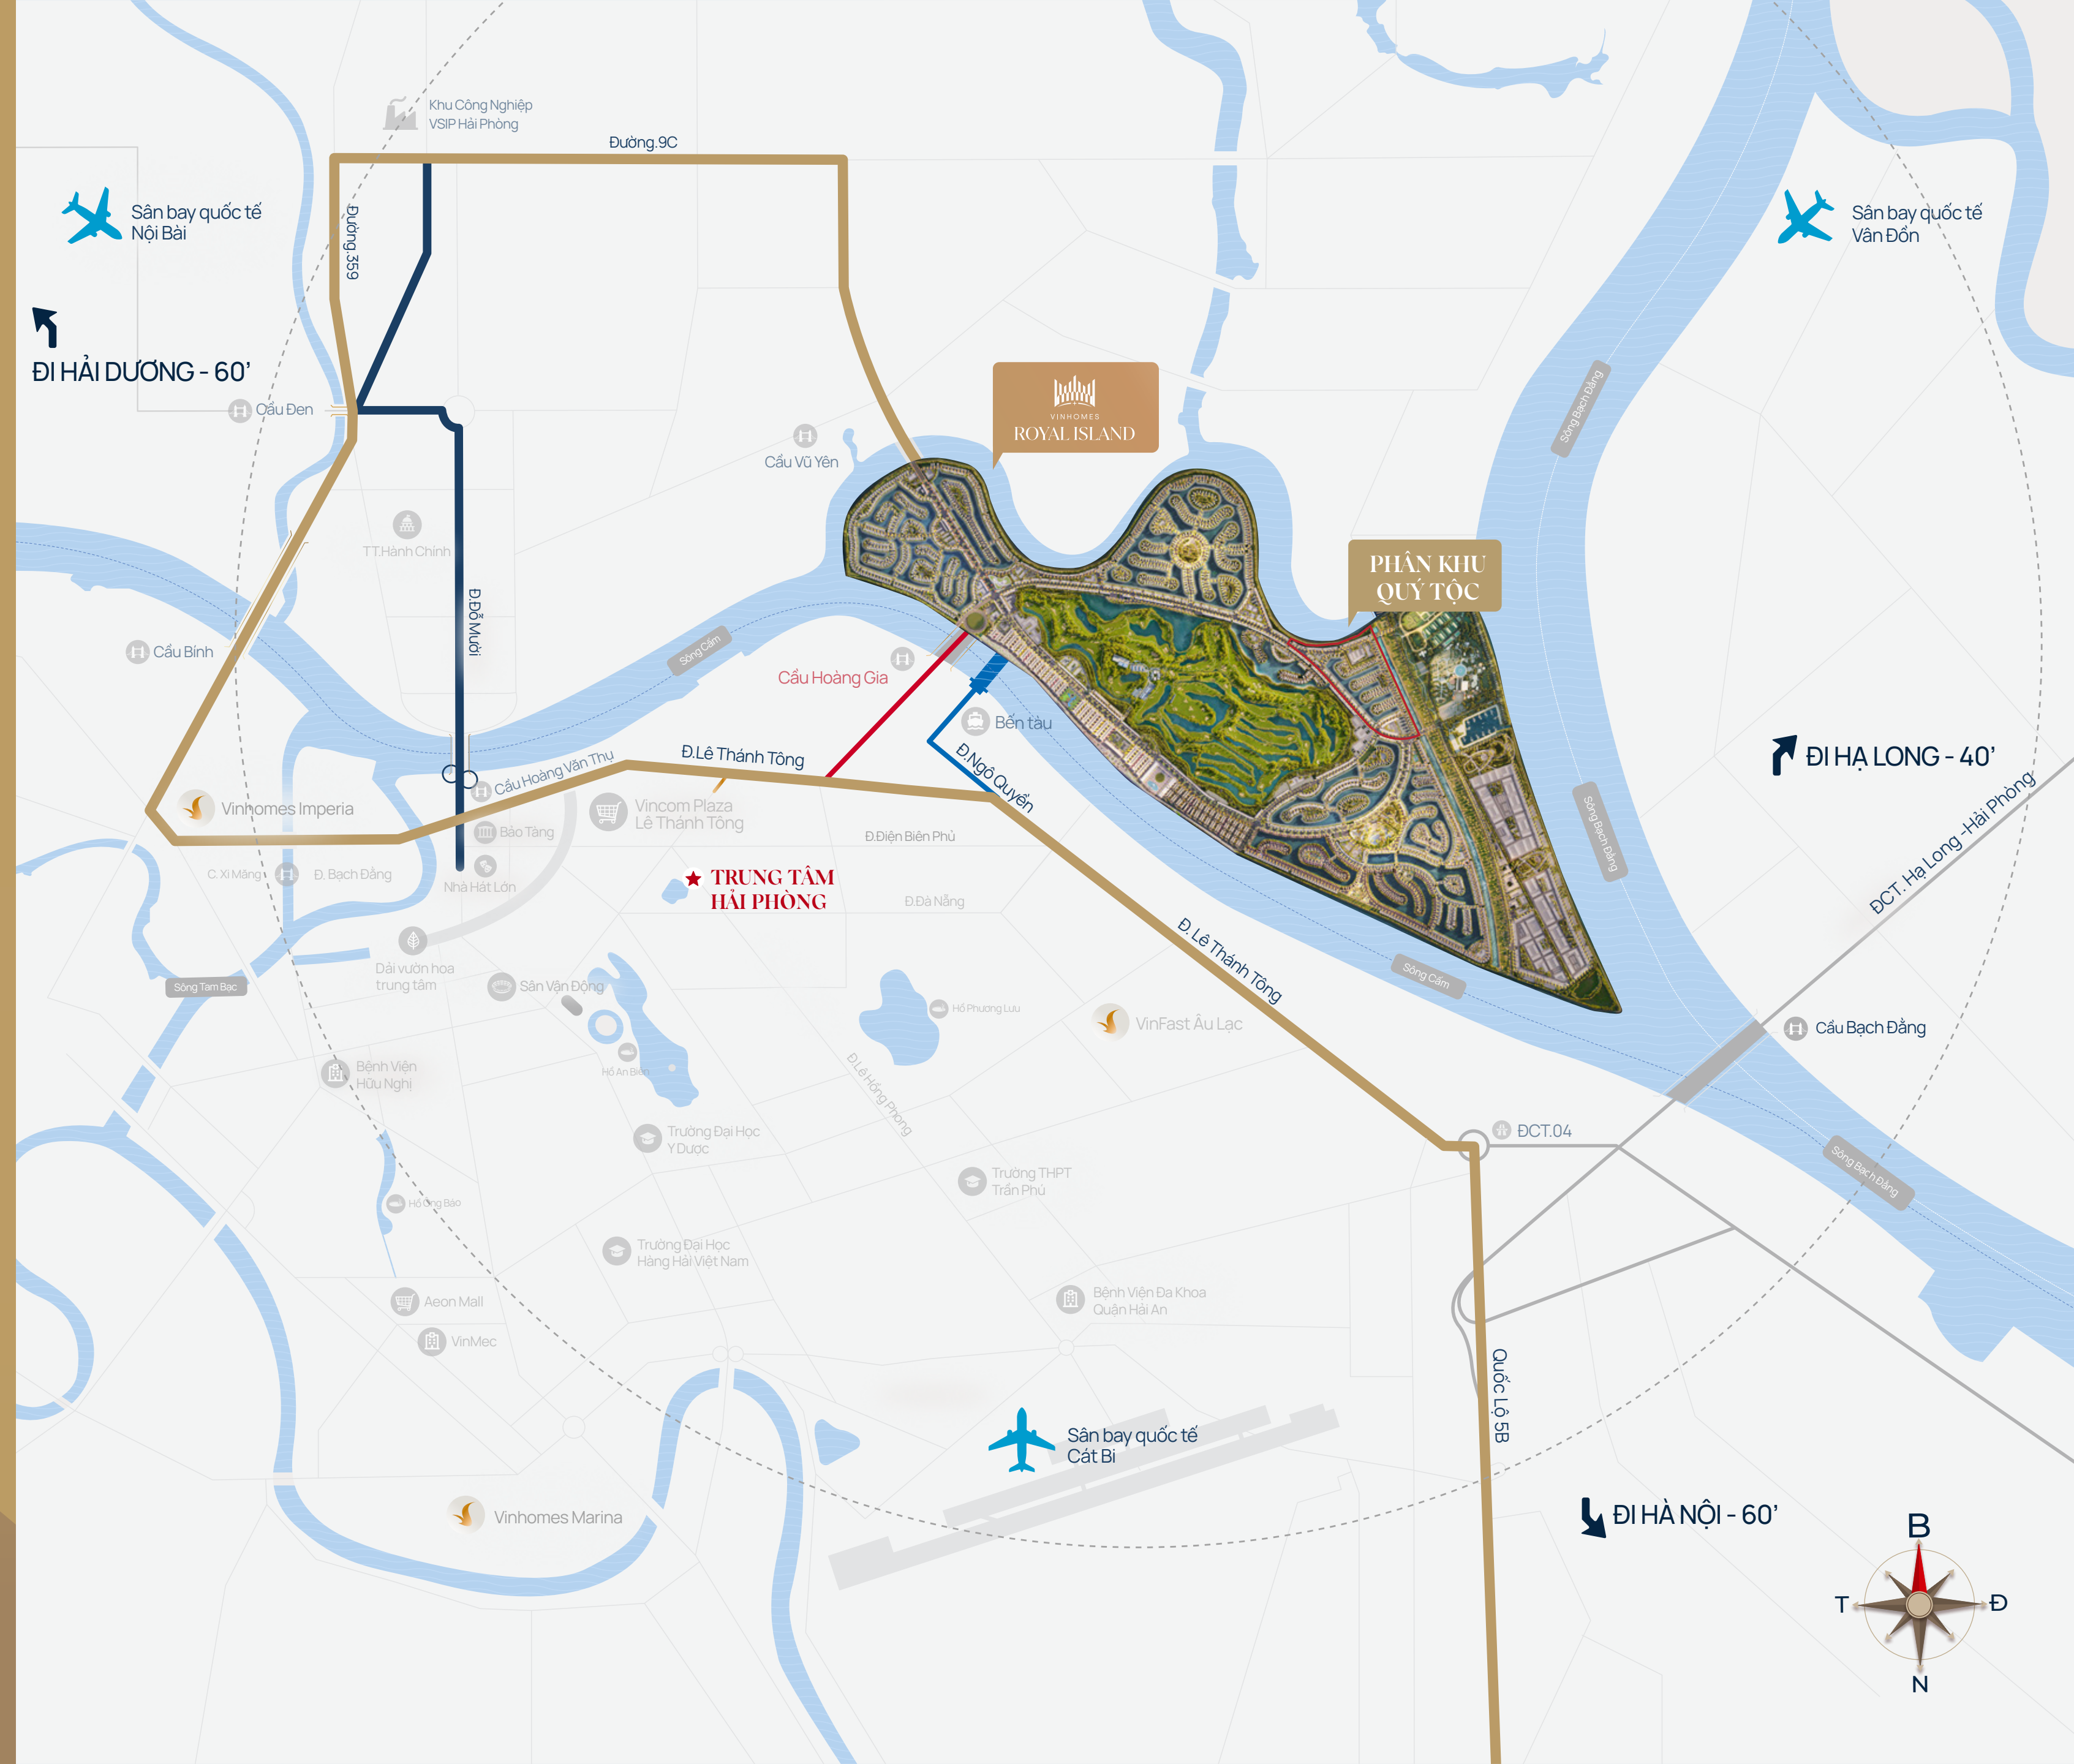 Khu Công Nghiệp
VSIP Hải Phòng
Đường.9C
Đường.359
Sân bay quốc tế
Nội Bài
Sân bay quốc tế
Vân Đồn
ĐI HẢI DƯƠNG - 60'
Cầu Đen
VINHOMES
ROYAL ISLAND
Cầu Vũ Yên
Sông Bạch Đằng
TT.Hành Chính
PHÂN KHU
QUÝ TỘC
Đ.Đỗ Mười
Cầu Bính
Sông Cấm
Cầu Hoàng Gia
Bến tàu
Đ.Ngô Quyền
Đ.Lê Thánh Tông
Cầu Hoàng Văn Thụ
ĐI HẠ LONG - 40'
Vinhomes Imperia
Vincom Plaza
Lê Thánh Tông
Bảo Tàng
Đ.Điện Biên Phủ
Sông Bạch Đằng
ĐCT. Hạ Long -Hải Phòng
C. Xi Măng
Đ. Bạch Đằng
Nhà Hát Lớn
TRUNG TÂM
HẢI PHÒNG
Đ.Đà Nẵng
Đ. Lê Thánh Tông
Dải vườn hoa
trung tâm
Sông Tam Bạc
Sân Vận Động
Sông Cấm
Hồ Phương Lưu
VinFast Âu Lạc
Cầu Bạch Đằng
Bệnh Viện
Hữu Nghị
Hồ An Biên
Đ.Lê Hồng Phong
Trường Đại Học
Y Dược
ĐCT.04
Sông Bạch Đằng
Trường THPT
Trần Phú
Hồ Ông Báo
Trường Đại Học
Hàng Hải Việt Nam
Aeon Mall
Bệnh Viện Đa Khoa
Quận Hải An
VinMec
Quốc Lộ 5B
Sân bay quốc tế
Cát Bi
Vinhomes Marina
ĐI HÀ NỘI - 60'
B
T
Đ
N